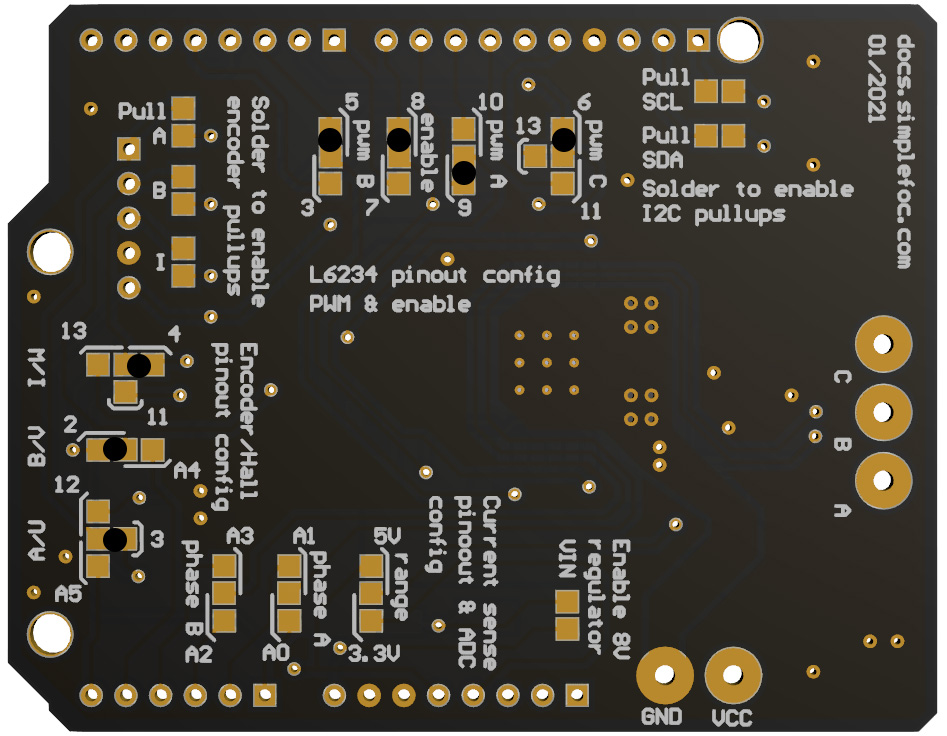 docs.simplefoc.com
01/2021
Pull
SCL
Pull
SDA
Solder to enable
I2C pullups
Pull
A
B
I
Solder to enable
encoder pullups
5
pwm B
3
8
enable
7
10
pwm A
9
6
13
pwm C
11
L6234 pinout config
PWM & enable
13
4
I/W
11
2
B/V
A4
12
A/U
3
A5
Encoder/Hall
pinout config
A3
phase B
A2
A1
phase A
A0
5V
range
3.3V
Current sense
pinoout & ADC
config
Enable 8V
regulator
VIN
C
B
A
GND
VCC